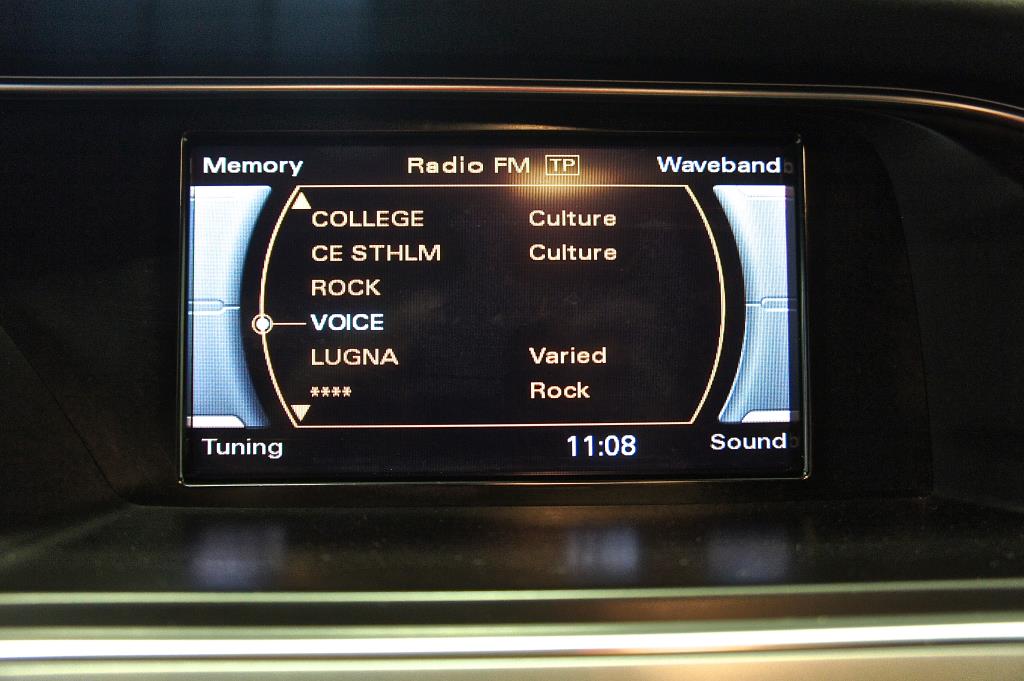 Memory Radio FM TP Waveband
COLLEGE Culture
CE STHLM Culture
ROCK
VOICE
LUGNA Varied
**** Rock
Tuning 11:08 Sound